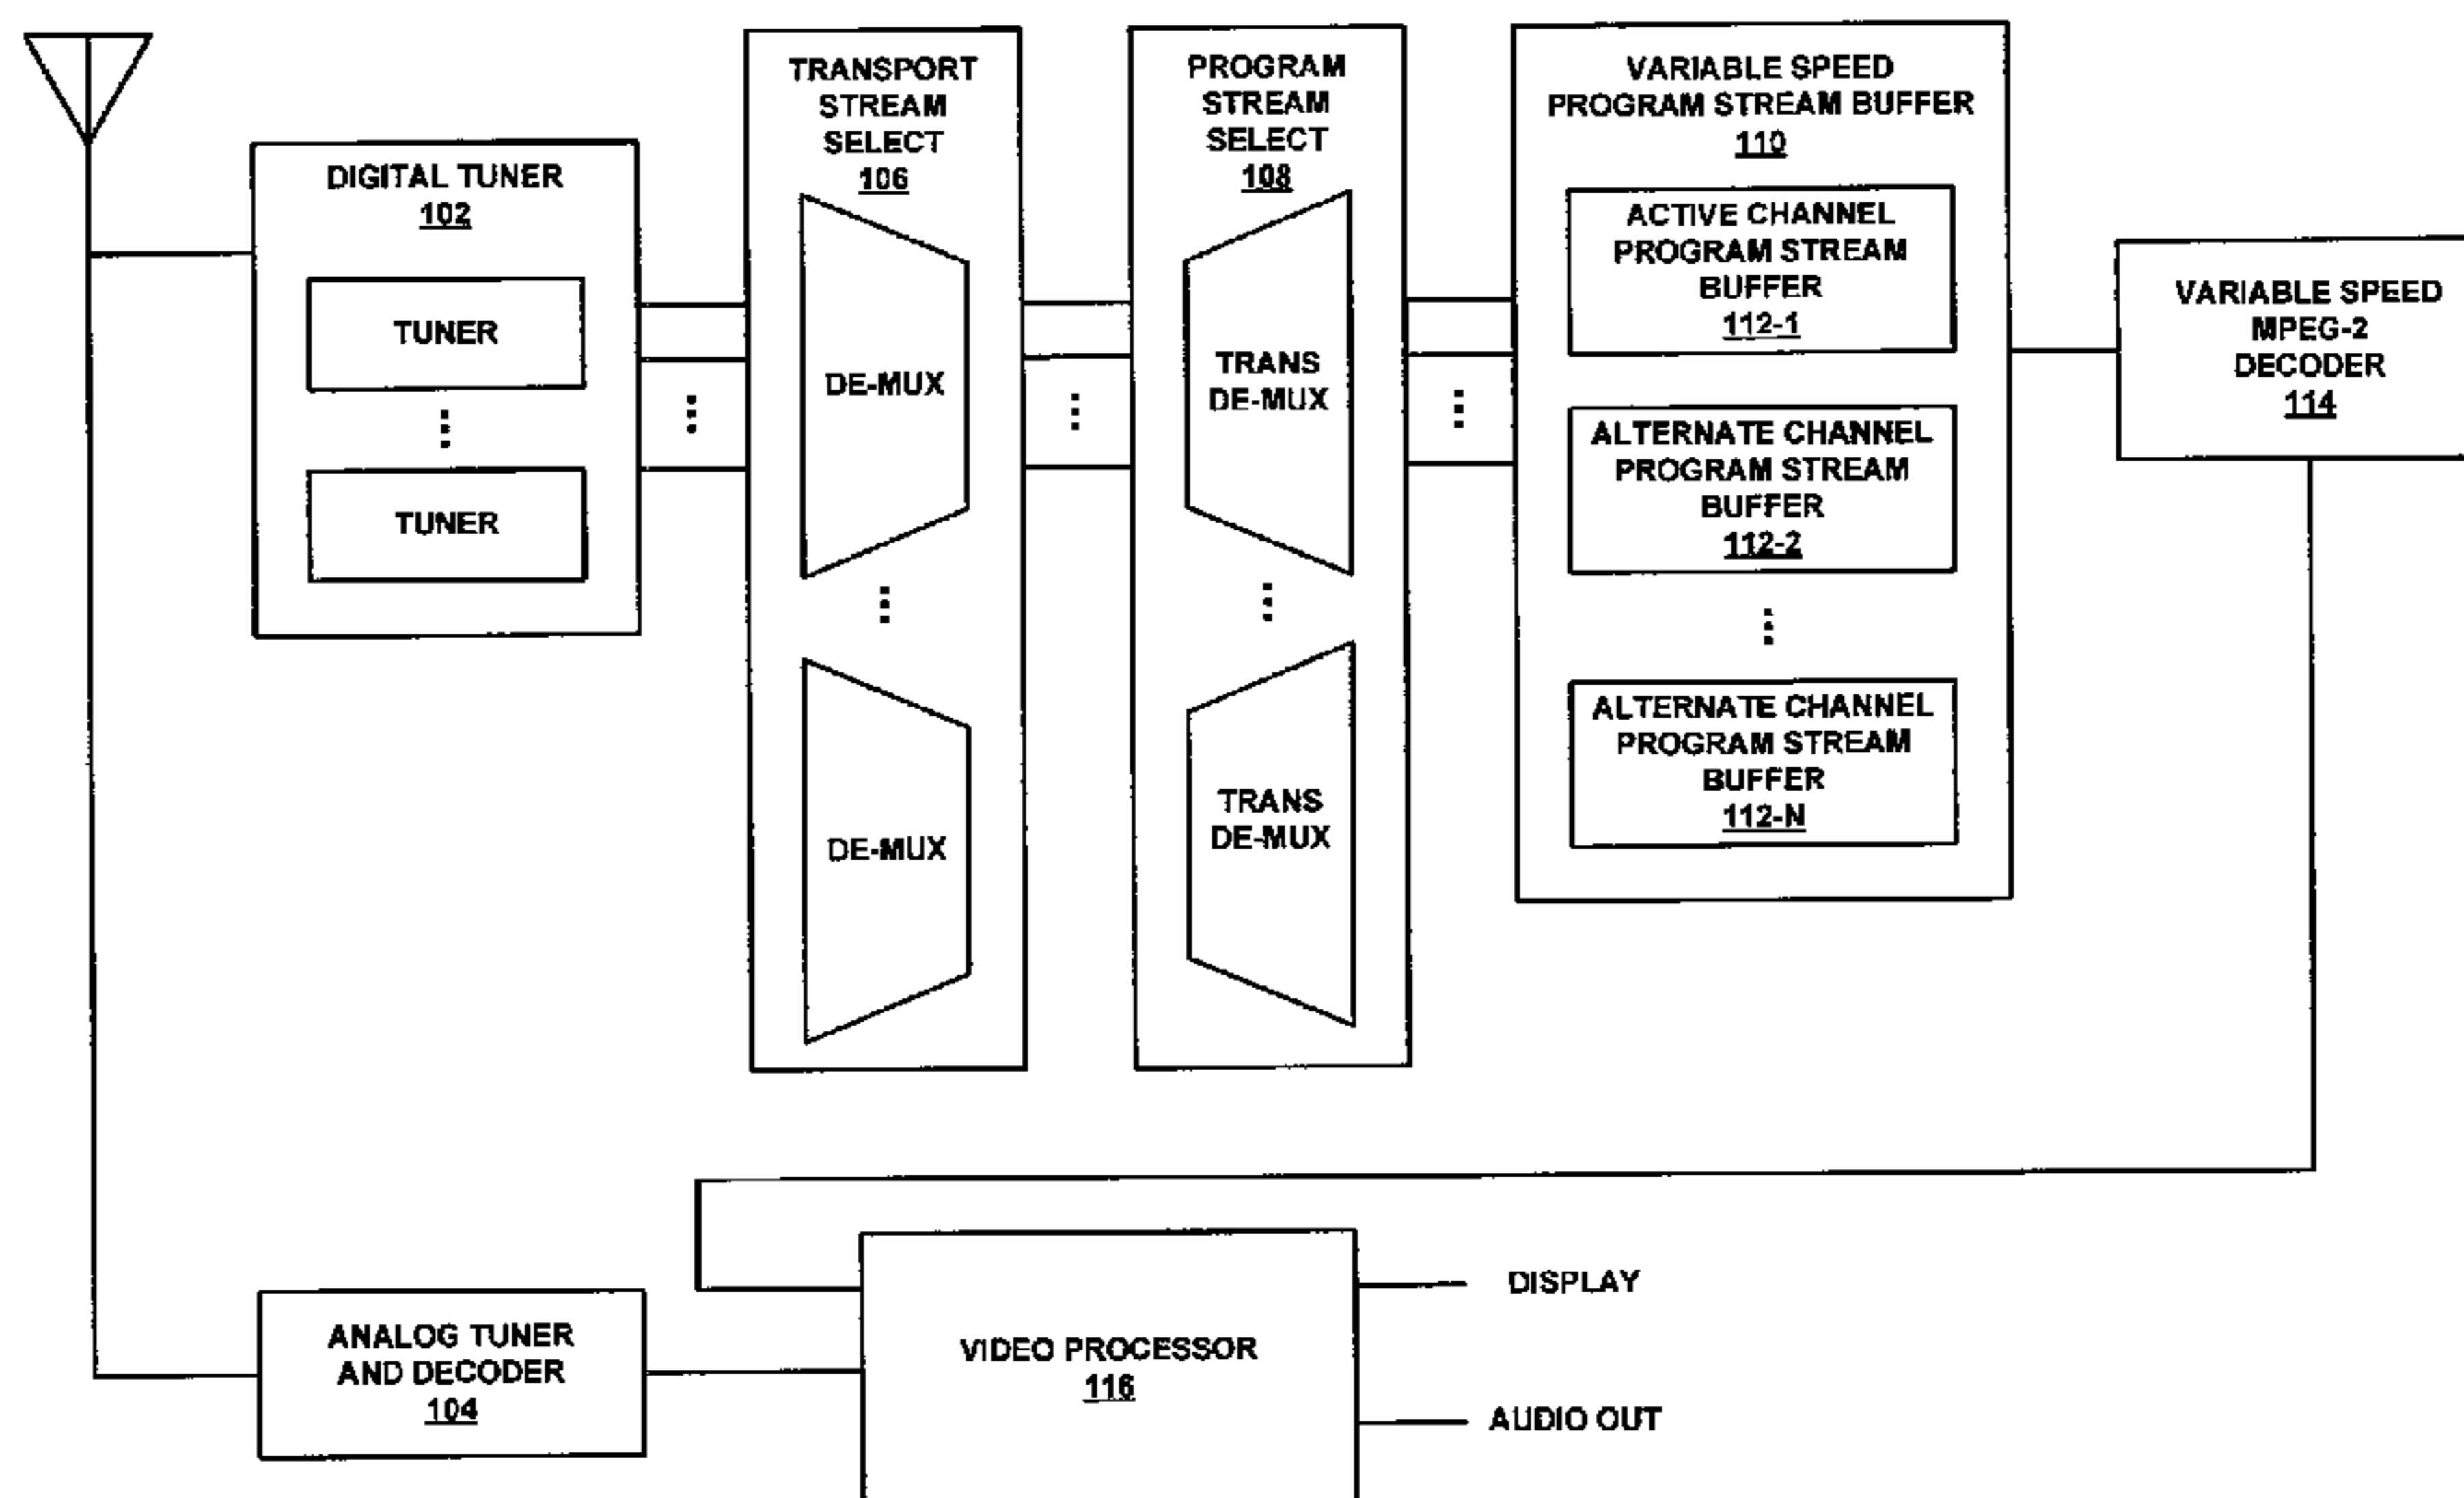 DIGITAL TUNER
102
TUNER
TUNER
TRANSPORT
STREAM
SELECT
106
DE-MUX
DE-MUX
PROGRAM
STREAM
SELECT
108
TRANS
DE-MUX
TRANS
DE-MUX
VARIABLE SPEED
PROGRAM STREAM BUFFER
110
ACTIVE CHANNEL
PROGRAM STREAM
BUFFER
112-1
ALTERNATE CHANNEL
PROGRAM STREAM
BUFFER
112-2
ALTERNATE CHANNEL
PROGRAM STREAM
BUFFER
112-N
VARIABLE SPEED
MPEG-2
DECODER
114
ANALOG TUNER
AND DECODER
104
VIDEO PROCESSOR
116
DISPLAY
AUDIO OUT